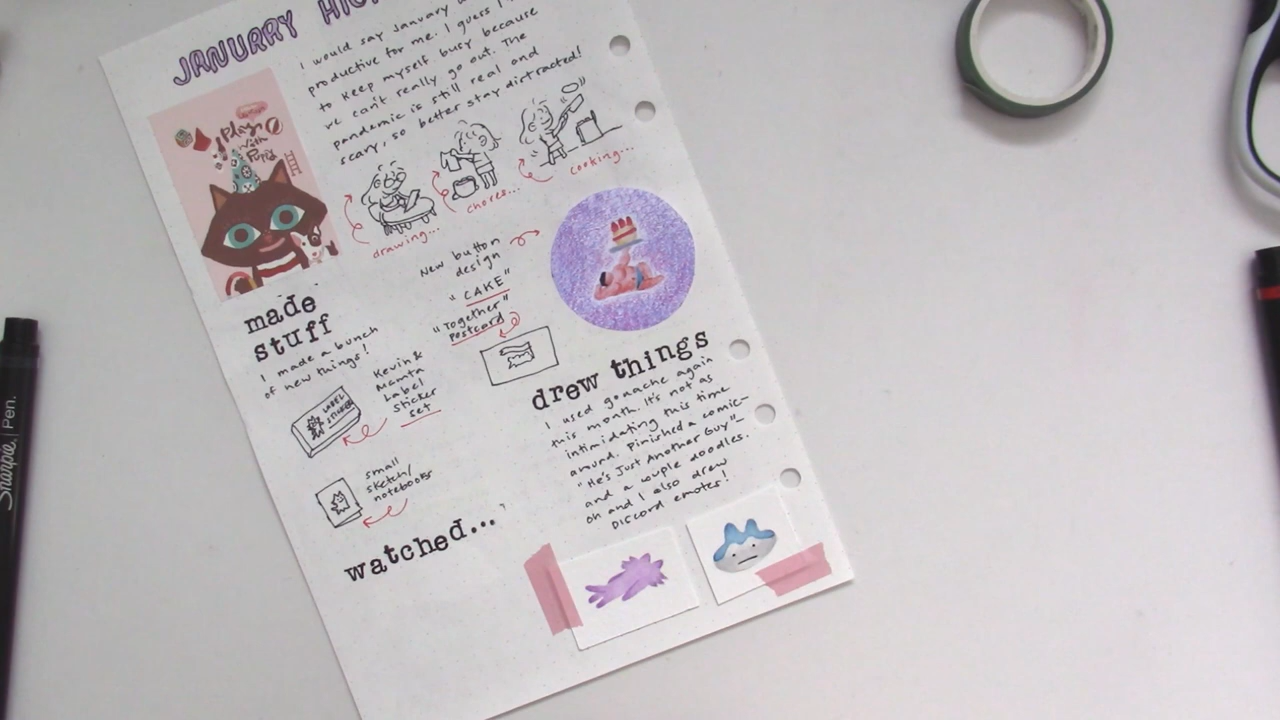 JANUARY HIGH
I would say January
productive for me. I guess I
to keep myself busy because
we can't really go out. The
pandemic is still real and
scary, so better stay distracted!
Plays
with
Puppy
drawing...
chores...
cooking...
made
stuff
I made a bunch
of new things!
Kevin &
Mamta
Label
Sticker
set
LABEL
STICKER
small
sketch/
notebooks
New button
design
"CAKE"
"Together"
Postcard
drew things
I used gouache again
this month. It's not as
intimidating this time
around. Finished a comic—
"He's Just Another Guy"—
and a couple doodles.
Oh and I also drew
Discord emotes!
watched...
Sharpie. Pen.